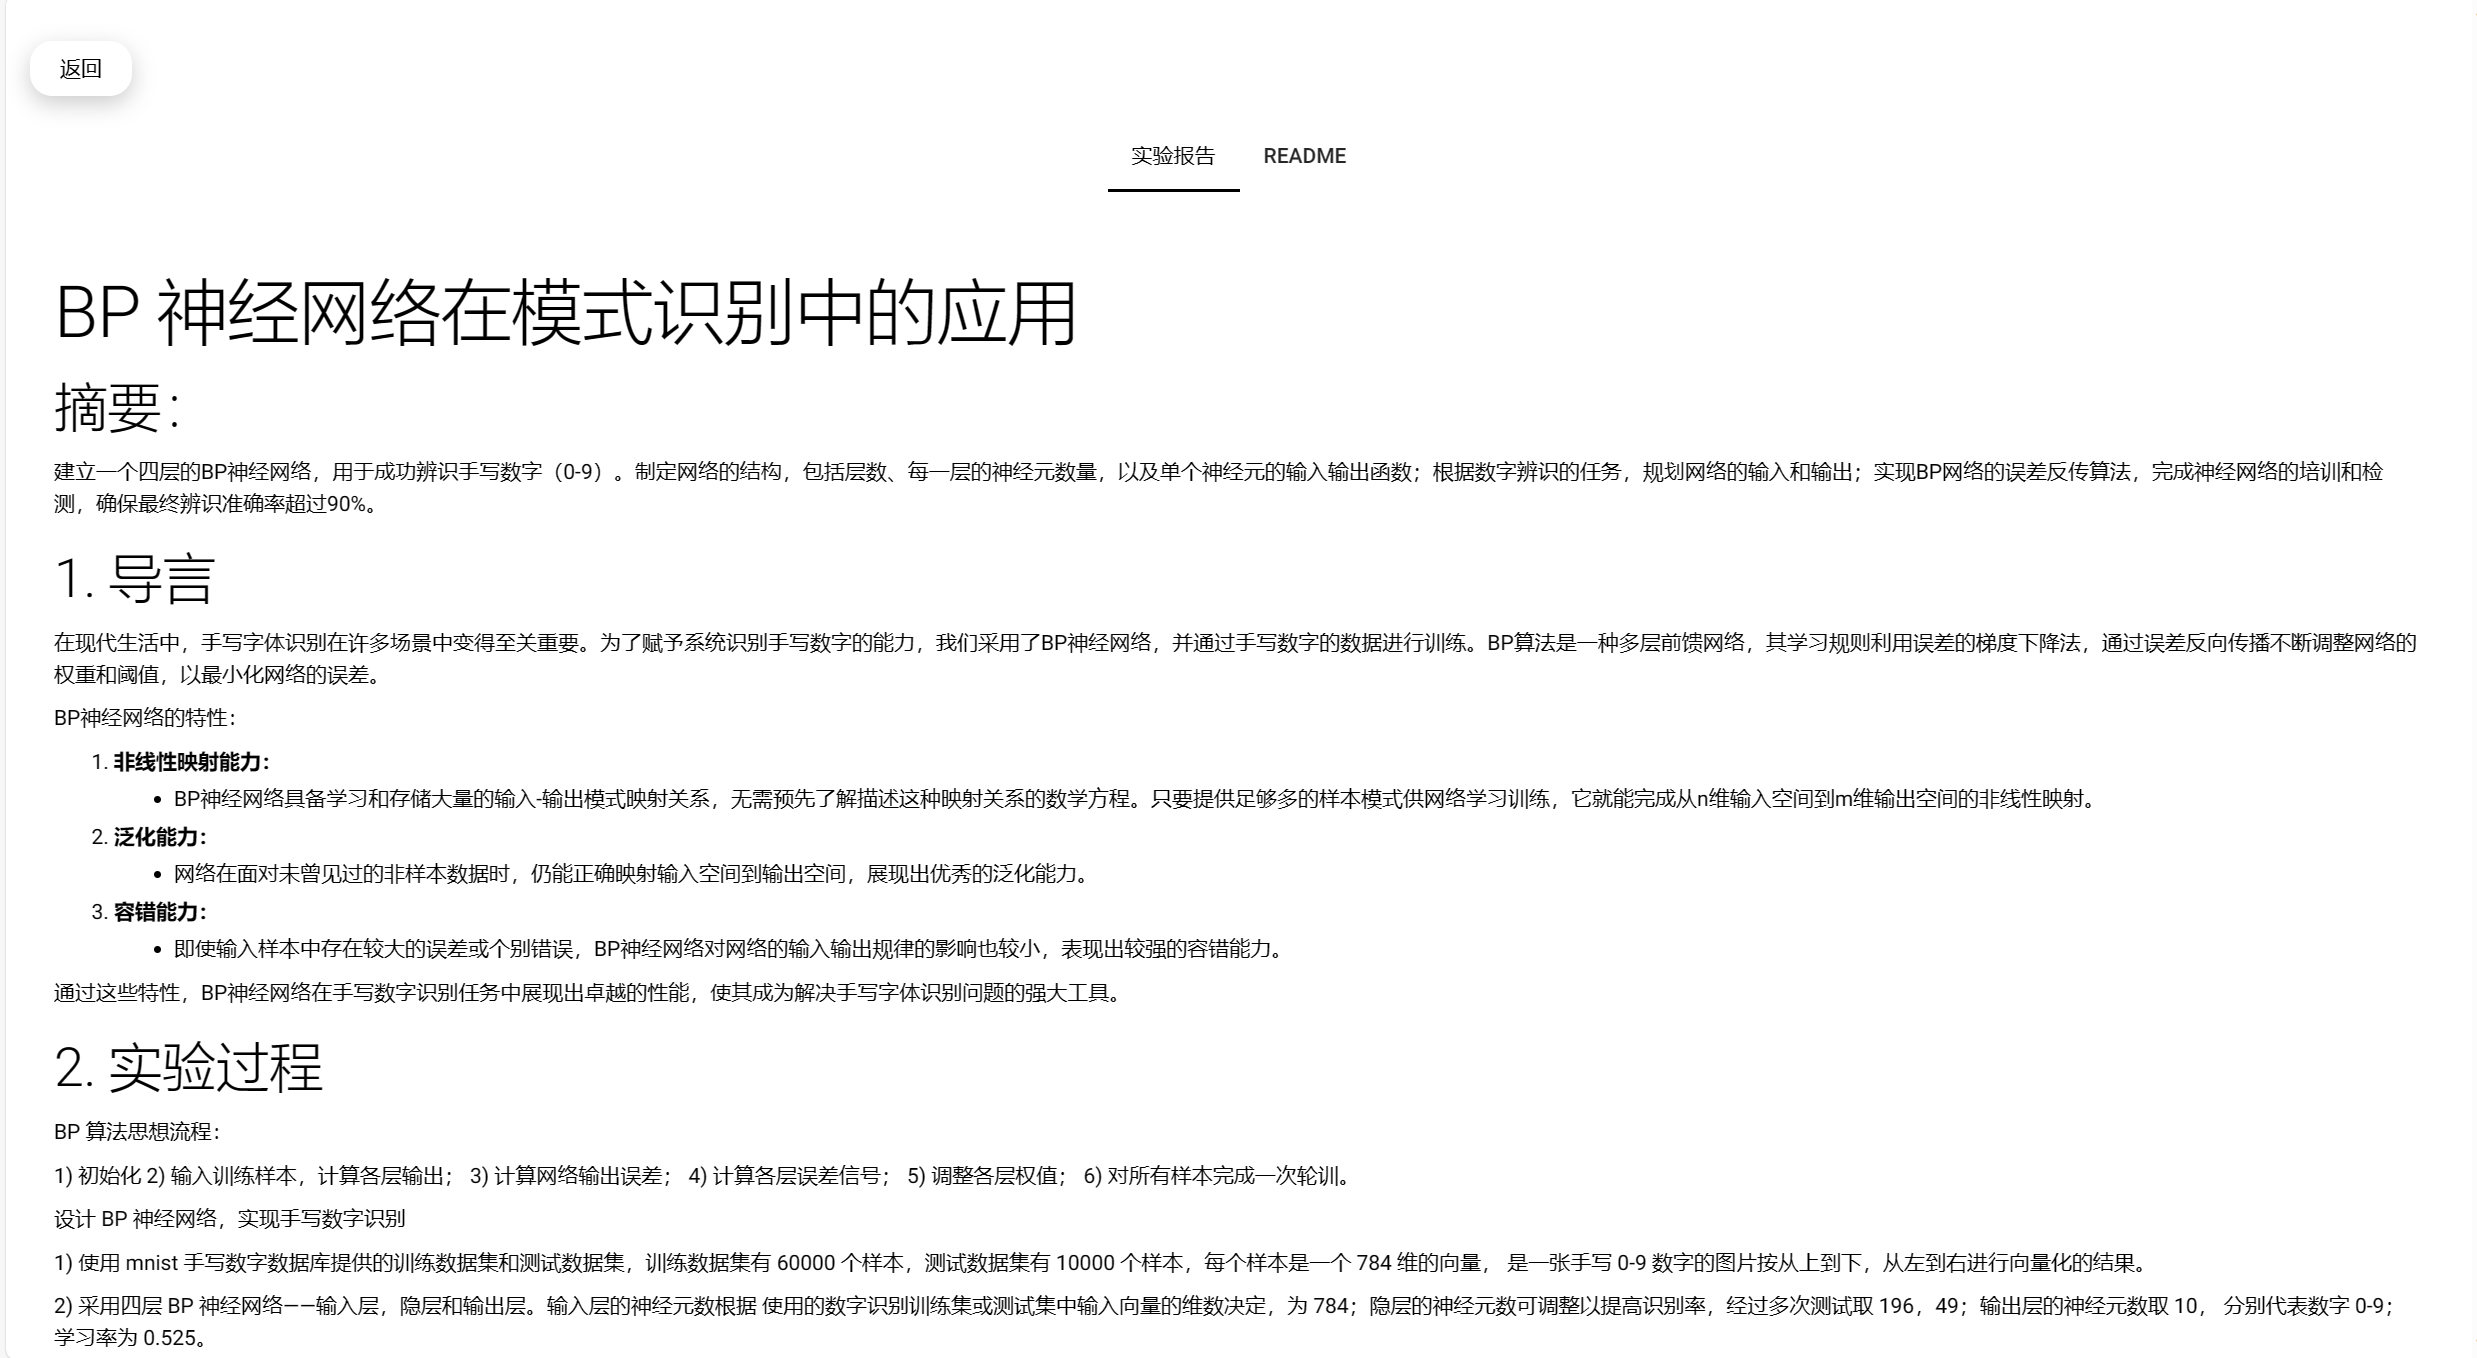 返回
实验报告 README
BP 神经网络在模式识别中的应用
摘要：
建立一个四层的BP神经网络，用于成功辨识手写数字（0-9）。制定网络的结构，包括层数、每一层的神经元数量，以及单个神经元的输入输出函数；根据数字辨识的任务，规划网络的输入和输出；实现BP网络的误差反传算法，完成神经网络的培训和检
测，确保最终辨识准确率超过90%。
1. 导言
在现代生活中，手写字体识别在许多场景中变得至关重要。为了赋予系统识别手写数字的能力，我们采用了BP神经网络，并通过手写数字的数据进行训练。BP算法是一种多层前馈网络，其学习规则利用误差的梯度下降法，通过误差反向传播不断调整网络的
权重和阈值，以最小化网络的误差。
BP神经网络的特性：
1. 非线性映射能力：
• BP神经网络具备学习和存储大量的输入-输出模式映射关系，无需预先了解描述这种映射关系的数学方程。只要提供足够多的样本模式供网络学习训练，它就能完成从n维输入空间到m维输出空间的非线性映射。
2. 泛化能力：
• 网络在面对未曾见过的非样本数据时，仍能正确映射输入空间到输出空间，展现出优秀的泛化能力。
3. 容错能力：
• 即使输入样本中存在较大的误差或个别错误，BP神经网络对网络的输入输出规律的影响也较小，表现出较强的容错能力。
通过这些特性，BP神经网络在手写数字识别任务中展现出卓越的性能，使其成为解决手写字体识别问题的强大工具。
2. 实验过程
BP 算法思想流程：
1) 初始化 2) 输入训练样本，计算各层输出； 3) 计算网络输出误差； 4) 计算各层误差信号； 5) 调整各层权值； 6) 对所有样本完成一次轮训。
设计 BP 神经网络，实现手写数字识别
1) 使用 mnist 手写数字数据库提供的训练数据集和测试数据集，训练数据集有 60000 个样本，测试数据集有 10000 个样本，每个样本是一个 784 维的向量， 是一张手写 0-9 数字的图片按从上到下，从左到右进行向量化的结果。
2) 采用四层 BP 神经网络——输入层，隐层和输出层。输入层的神经元数根据 使用的数字识别训练集或测试集中输入向量的维数决定，为 784；隐层的神经元数可调整以提高识别率，经过多次测试取 196，49；输出层的神经元数取 10， 分别代表数字 0-9；
学习率为 0.525。